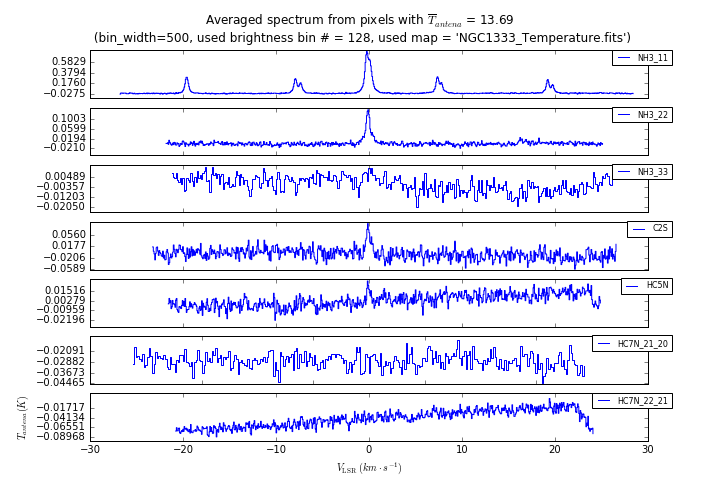 Averaged spectrum from pixels with T̅_antena = 13.69
(bin_width=500, used brightness bin # = 128, used map = 'NGC1333_Temperature.fits')
NH3_11
0.5829
0.3794
0.1760
−0.0275
NH3_22
0.1003
0.0599
0.0194
−0.0210
NH3_33
0.00489
−0.00357
−0.01203
−0.02050
C2S
0.0560
0.0177
−0.0206
−0.0589
HC5N
0.01516
0.00279
−0.00959
−0.02196
HC7N_21_20
−0.02091
−0.02882
−0.03673
−0.04465
HC7N_22_21
−0.01717
−0.04134
−0.06551
−0.08968
T_antena(K)
−30 −20 −10 0 10 20 30
V_LSR (km · s⁻¹)